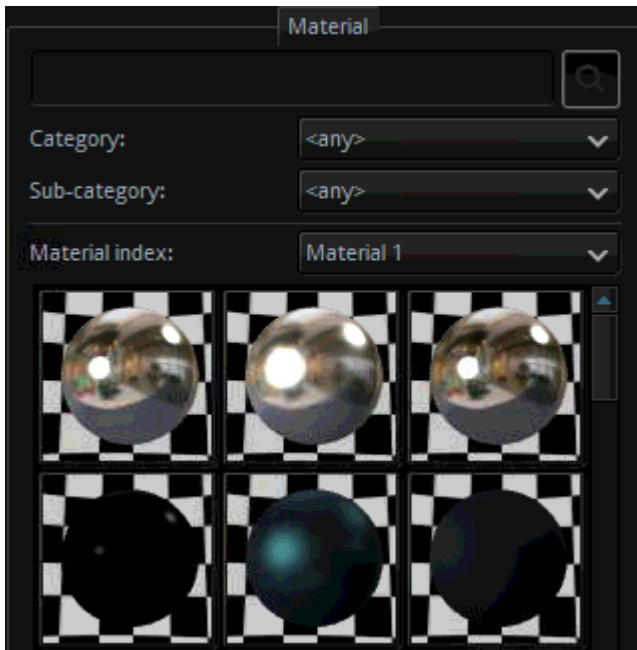 Material
Category: <any>
Sub-category: <any>
Material index: Material 1